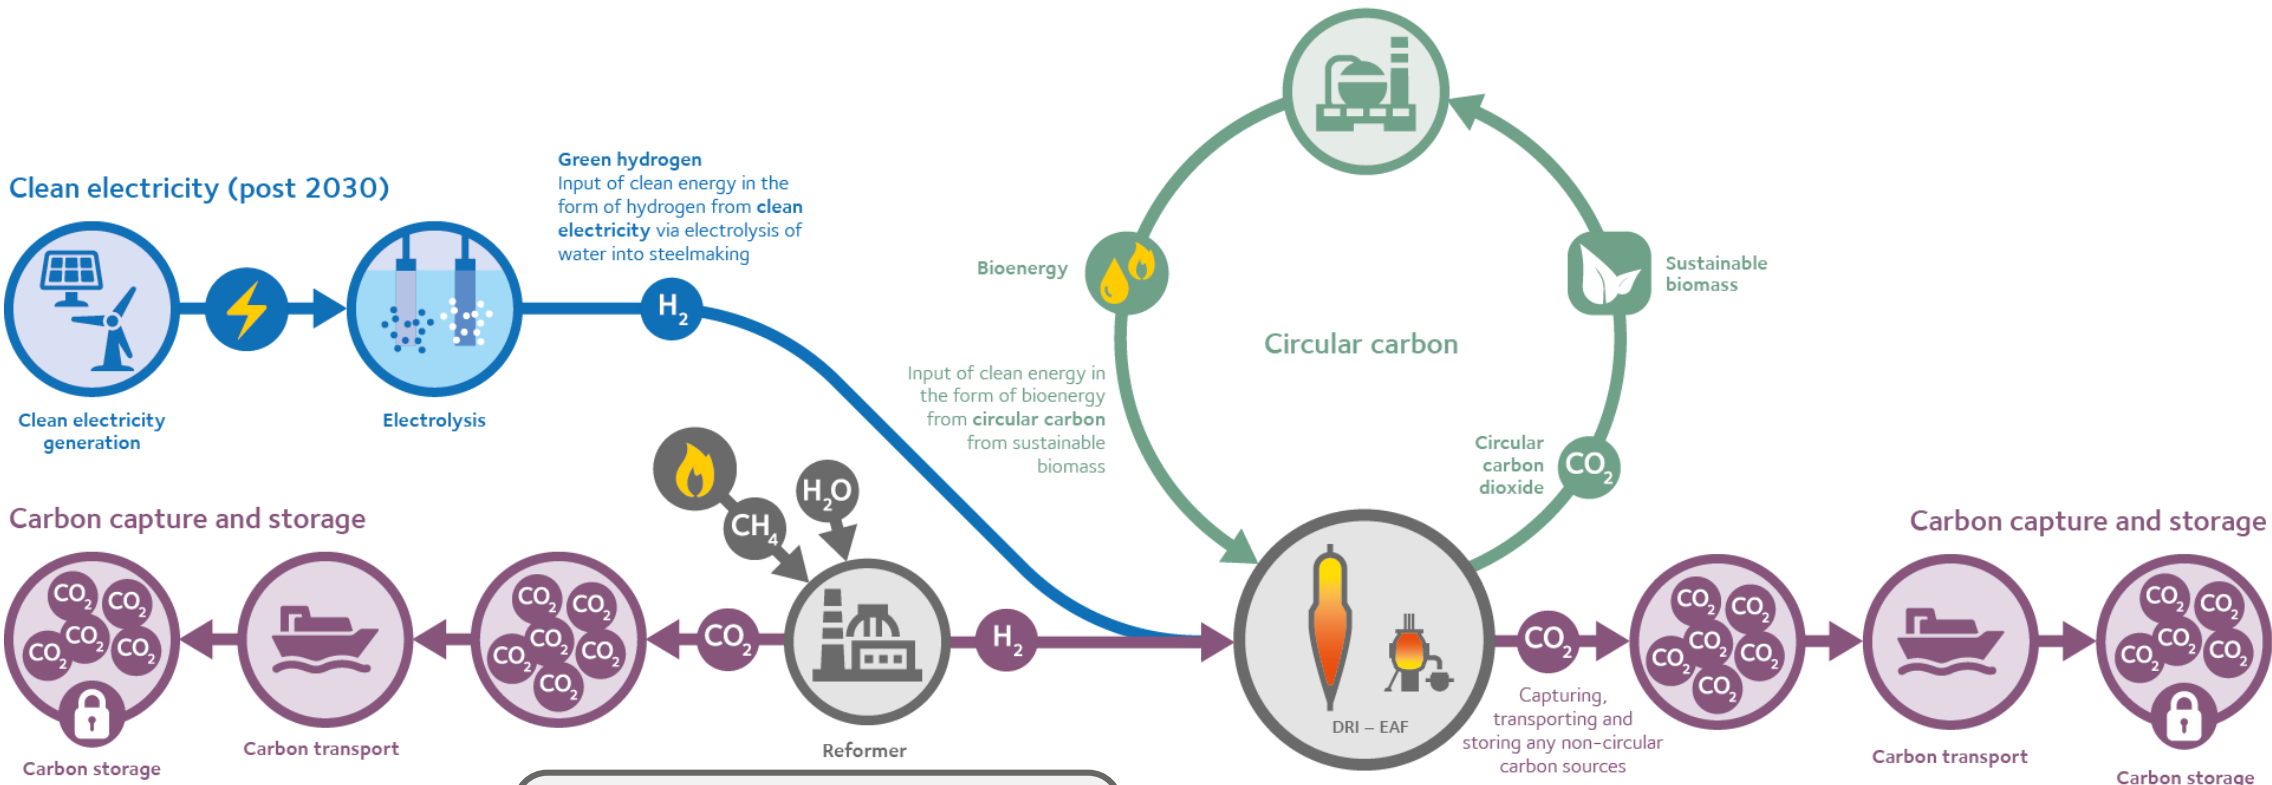 Clean electricity (post 2030)
Clean electricity
generation
Electrolysis
Green hydrogen
Input of clean energy in the
form of hydrogen from clean
electricity via electrolysis of
water into steelmaking
H2
Bioenergy
Sustainable
biomass
Circular carbon
Input of clean energy in
the form of bioenergy
from circular carbon
from sustainable
biomass
Circular
carbon
dioxide
CO2
Carbon capture and storage
CO2
CO2
CO2
CO2
CO2
Carbon storage
Carbon transport
CO2
CO2
CO2
CO2
CO2
CO2
CO2
CH4
H2O
Reformer
H2
DRI – EAF
CO2
Capturing,
transporting and
storing any non-circular
carbon sources
Carbon capture and storage
CO2
CO2
CO2
CO2
CO2
CO2
Carbon transport
CO2
CO2
CO2
CO2
CO2
Carbon storage